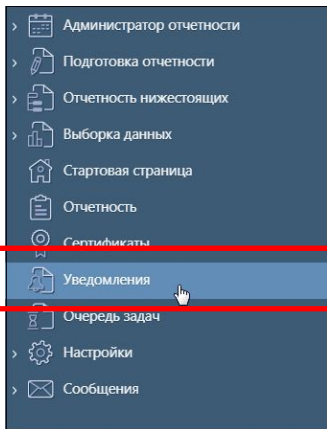 Администратор отчетности
Подготовка отчетности
Отчетность нижестоящих
Выборка данных
Стартовая страница
Отчетность
Сертификаты
Уведомления
Очередь задач
Настройки
Сообщения